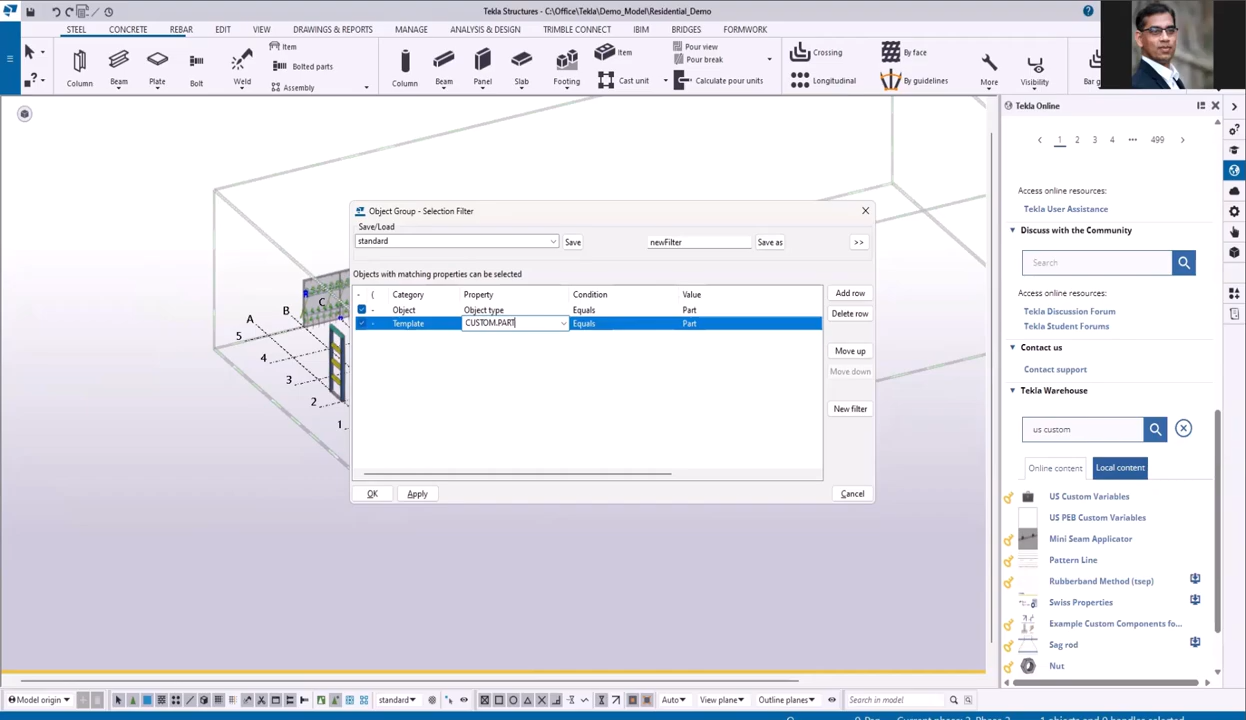 Tekla Structures - C:\Office\Tekla\Demo_Model\Residential_Demo
STEEL CONCRETE REBAR EDIT VIEW DRAWINGS & REPORTS MANAGE ANALYSIS & DESIGN TRIMBLE CONNECT IBIM BRIDGES FORMWORK
Item
Bolted parts
Assembly
Column Beam Plate Bolt Weld
Item
Cast unit
Column Beam Panel Slab Footing
Pour view
Pour break
Calculate pour units
Crossing
Longitudinal
By face
By guidelines
More Visibility Bar g
Tekla Online
1 2 3 4 ... 499
Access online resources:
Tekla User Assistance
Discuss with the Community
Search
Access online resources:
Tekla Discussion Forum
Tekla Student Forums
Contact us
Contact support
Tekla Warehouse
us custom
Online content Local content
US Custom Variables
US PEB Custom Variables
Mini Seam Applicator
Pattern Line
Rubberband Method (tsep)
Swiss Properties
Example Custom Components fo...
Sag rod
Nut
Object Group - Selection Filter
Save/Load
standard Save newFilter Save as >>
Objects with matching properties can be selected
- ( Category Property Condition Value
- Object Object type Equals Part
- Template CUSTOM.PART Equals Part
Add row
Delete row
Move up
Move down
New filter
OK Apply Cancel
A B C
5
4
3
2
1
Model origin standard Auto View plane Outline planes Search in model